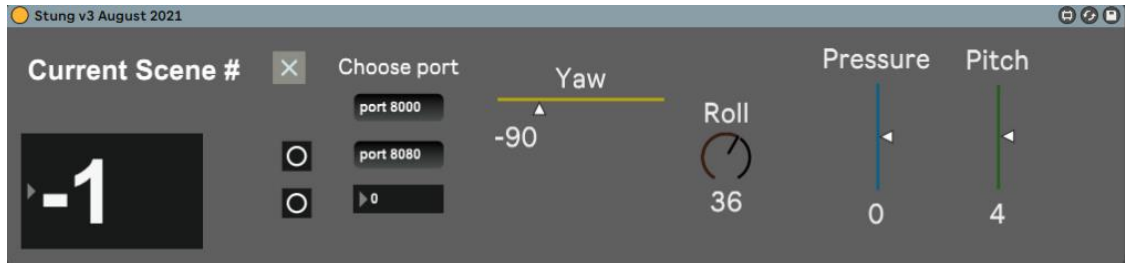 Stung v3 August 2021
Current Scene #
-1
Choose port
port 8000
port 8080
0
Yaw
-90
Roll
36
Pressure
0
Pitch
4